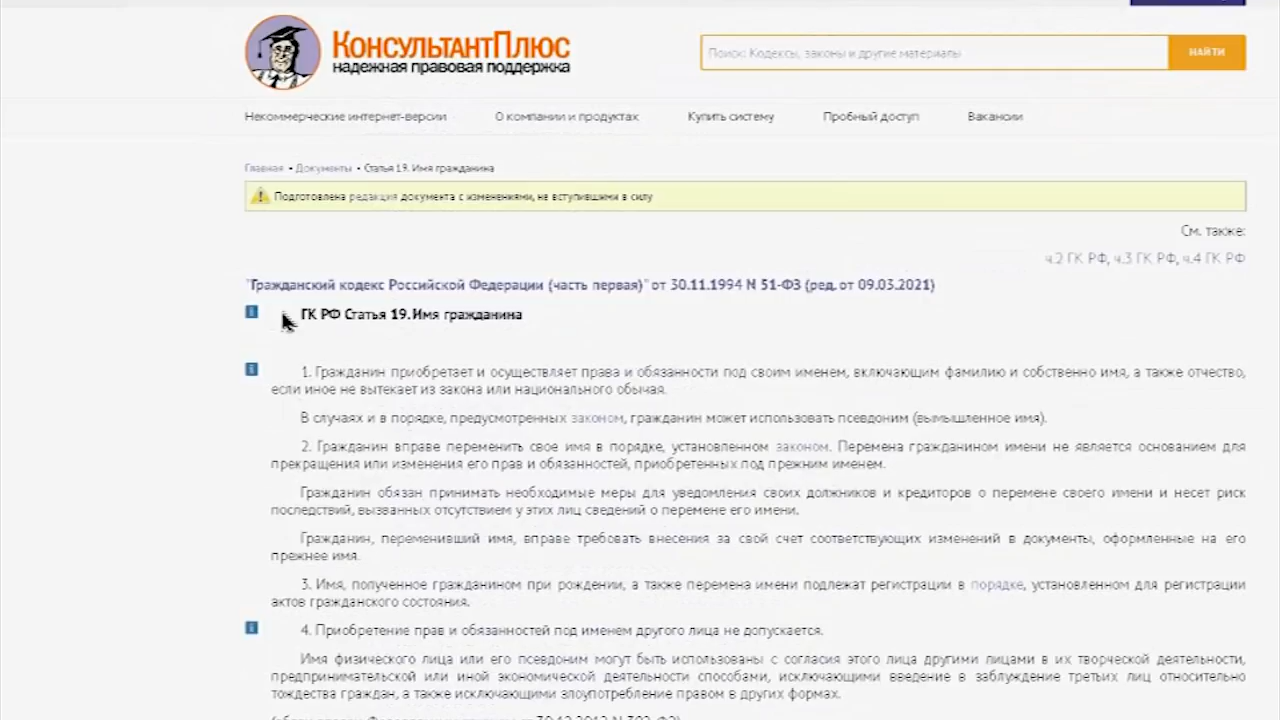 КонсультантПлюс
надежная правовая поддержка
Поиск: Кодексы, законы и другие материалы
НАЙТИ
Некоммерческие интернет-версии О компании и продуктах Купить систему Пробный доступ Вакансии
Главная • Документы • Статья 19. Имя гражданина
Подготовлена редакция документа с изменениями, не вступившими в силу
См. также:
ч.2 ГК РФ, ч.3 ГК РФ, ч.4 ГК РФ
"Гражданский кодекс Российской Федерации (часть первая)" от 30.11.1994 N 51-ФЗ (ред. от 09.03.2021)
ГК РФ Статья 19. Имя гражданина
1. Гражданин приобретает и осуществляет права и обязанности под своим именем, включающим фамилию и собственно имя, а также отчество,
если иное не вытекает из закона или национального обычая.
В случаях и в порядке, предусмотренных законом, гражданин может использовать псевдоним (вымышленное имя).
2. Гражданин вправе переменить свое имя в порядке, установленном законом. Перемена гражданином имени не является основанием для
прекращения или изменения его прав и обязанностей, приобретенных под прежним именем.
Гражданин обязан принимать необходимые меры для уведомления своих должников и кредиторов о перемене своего имени и несет риск
последствий, вызванных отсутствием у этих лиц сведений о перемене его имени.
Гражданин, переменивший имя, вправе требовать внесения за свой счет соответствующих изменений в документы, оформленные на его
прежнее имя.
3. Имя, полученное гражданином при рождении, а также перемена имени подлежат регистрации в порядке, установленном для регистрации
актов гражданского состояния.
4. Приобретение прав и обязанностей под именем другого лица не допускается.
Имя физического лица или его псевдоним могут быть использованы с согласия этого лица другими лицами в их творческой деятельности,
предпринимательской или иной экономической деятельности способами, исключающими введение в заблуждение третьих лиц относительно
тождества граждан, а также исключающими злоупотребление правом в других формах.